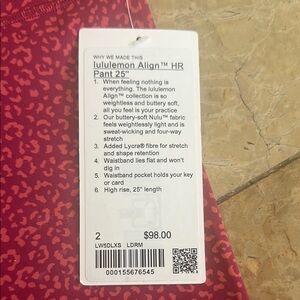 WHY WE MADE THIS
lululemon Align™ HR
Pant 25"
1. When feeling nothing is
everything. The lululemon
Align™ collection is so
weightless and buttery soft,
all you feel is your practice
2. Our buttery-soft Nulu™ fabric
feels weightlessly light and is
sweat-wicking and four-way
stretch
3. Added Lycra® fibre for stretch
and shape retention
4. Waistband lies flat and won't
dig in
5. Waistband pocket holds your key
or card
6. High rise, 25" length
2 $98.00
LW5DLXS LDRM
000155676545